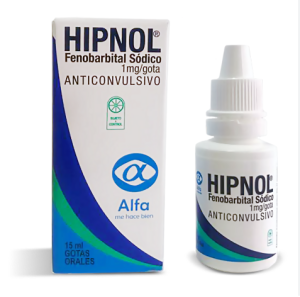 HIPNOL®
Fenobarbital Sódico
1mg/gota
ANTICONVULSIVO
Alfa
me hace bien
15 ml
GOTAS
ORALES
HIPNOL®
Fenobarbital Sódico
1mg/gota
ANTICONVULSIVO
Alfa